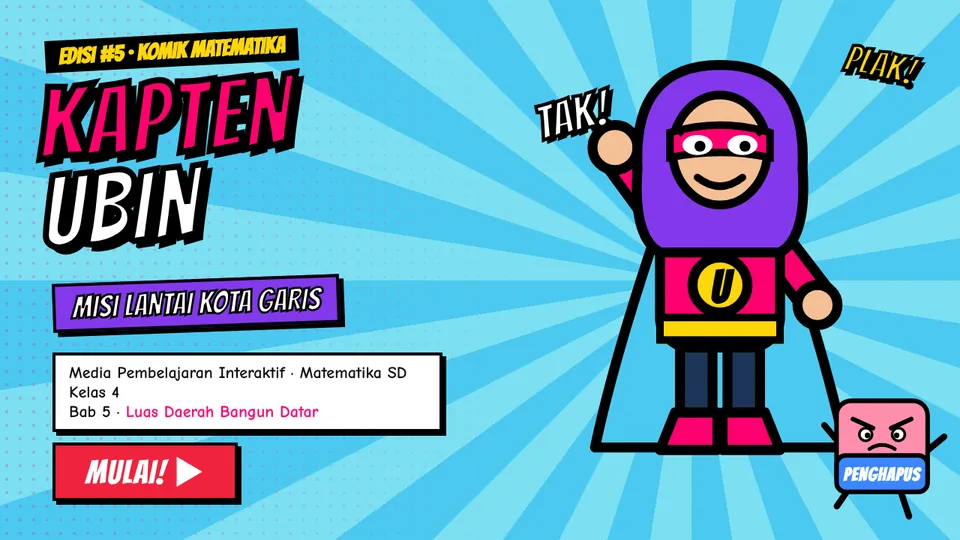 EDISI #5 · KOMIK MATEMATIKA
KAPTEN
UBIN
MISI LANTAI KOTA GARIS
Media Pembelajaran Interaktif · Matematika SD
Kelas 4
Bab 5 · Luas Daerah Bangun Datar
MULAI!
TAK!
PLAK!
U
PENGHAPUS